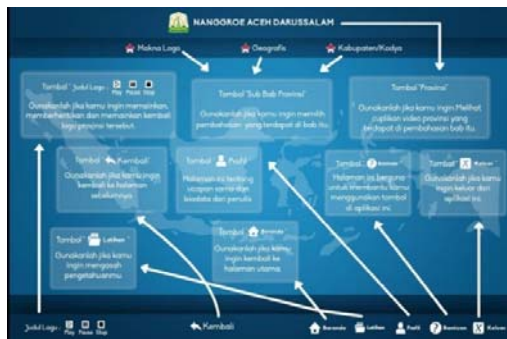 NANGGROE ACEH DARUSSALAM
Makna Logo
Geografis
Kabupaten/Kodya
Tombol "Judul Lagu : Play Pause Stop
Gunakanlah jika kamu ingin memainkan,
memberhentikan dan memainkan kembali
lagu provinsi tersebut.
Tombol "Sub Bab Provinsi"
Gunakanlah jika kamu ingin memilih
pembahasan yang terdapat di bab itu.
Tombol "Provinsi"
Gunakanlah jika kamu ingin Melihat
cuplikan video provinsi yang
terdapat di pembahasan bab itu.
Tombol Kembali"
Gunakanlah jika kamu ingin
kembali ke halaman
sebelumnya.
Tombol Profil
Halaman ini tentang
ucapan sama dan
biodata dari penulis
Tombol " Bantuan "
Halaman ini berguna
untuk membantu kamu
menggunakan tombol
di aplikasi ini.
Tombol " Keluar "
Gunakanlah jika kamu
ingin keluar dari
aplikasi ini.
Tombol " Latihan "
Gunakanlah jika kamu
ingin mengasah
pengetahuanmu.
Tombol " Beranda
Gunakanlah jika kamu
ingin kembali ke
halaman utama.
Judul Lagu : Play Pause Stop
Kembali
Beranda
Latihan
Profil
Bantuan
Keluar